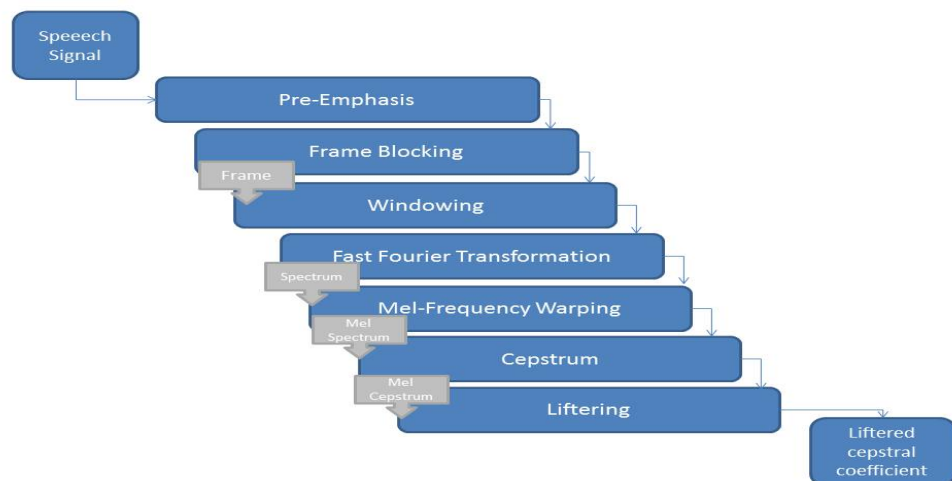 Speeech
Signal
Pre-Emphasis
Frame Blocking
Frame
Windowing
Fast Fourier Transformation
Spectrum
Mel-Frequency Warping
Mel
Spectrum
Cepstrum
Mel
Cepstrum
Liftering
Liftered
cepstral
coefficient